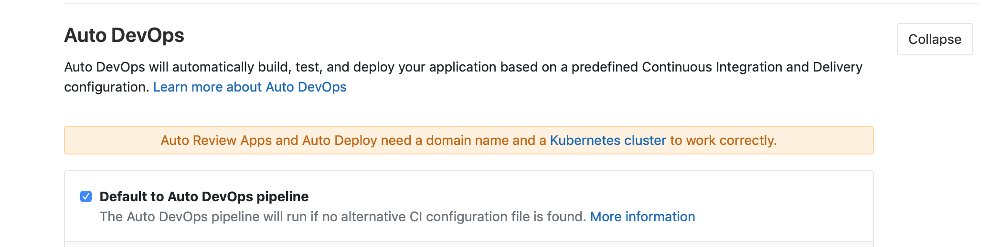 Auto DevOps
Collapse
Auto DevOps will automatically build, test, and deploy your application based on a predefined Continuous Integration and Delivery
configuration. Learn more about Auto DevOps
Auto Review Apps and Auto Deploy need a domain name and a Kubernetes cluster to work correctly.
Default to Auto DevOps pipeline
The Auto DevOps pipeline will run if no alternative CI configuration file is found. More information